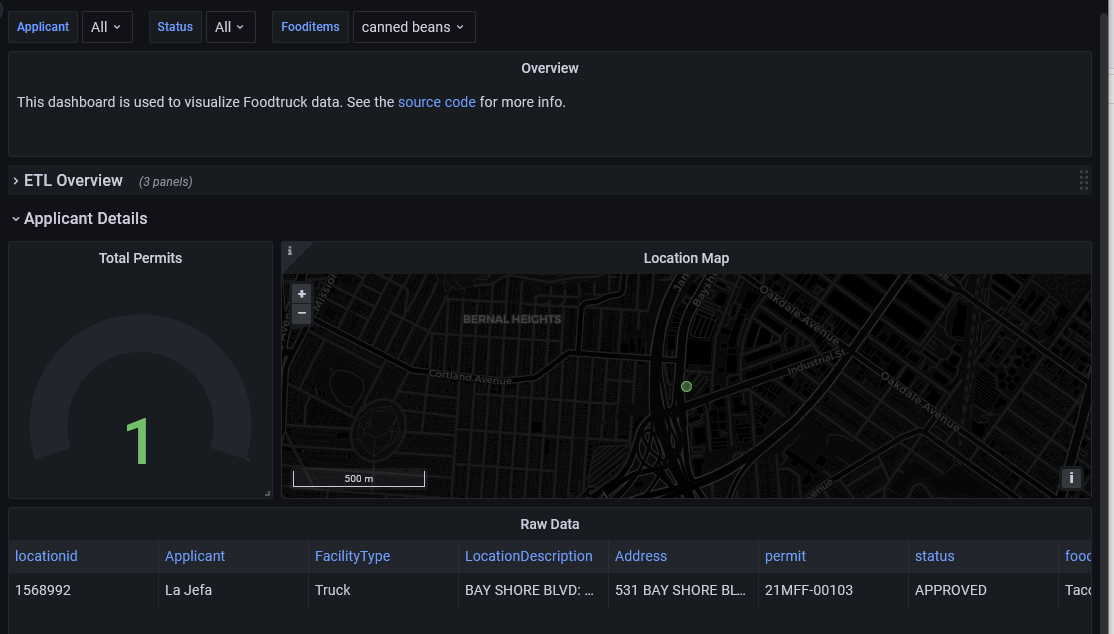 Applicant All Status All Fooditems canned beans
Overview
This dashboard is used to visualize Foodtruck data. See the source code for more info.
ETL Overview (3 panels)
Applicant Details
Total Permits
1
i
Location Map
+
−
BERNAL HEIGHTS
Cortland Avenue
Mission
Oakdale Avenue
Industrial St.
Oakdale Avenue
500 m
i
Raw Data
locationid Applicant FacilityType LocationDescription Address permit status
1568992 La Jefa Truck BAY SHORE BLVD: ... 531 BAY SHORE BL... 21MFF-00103 APPROVED